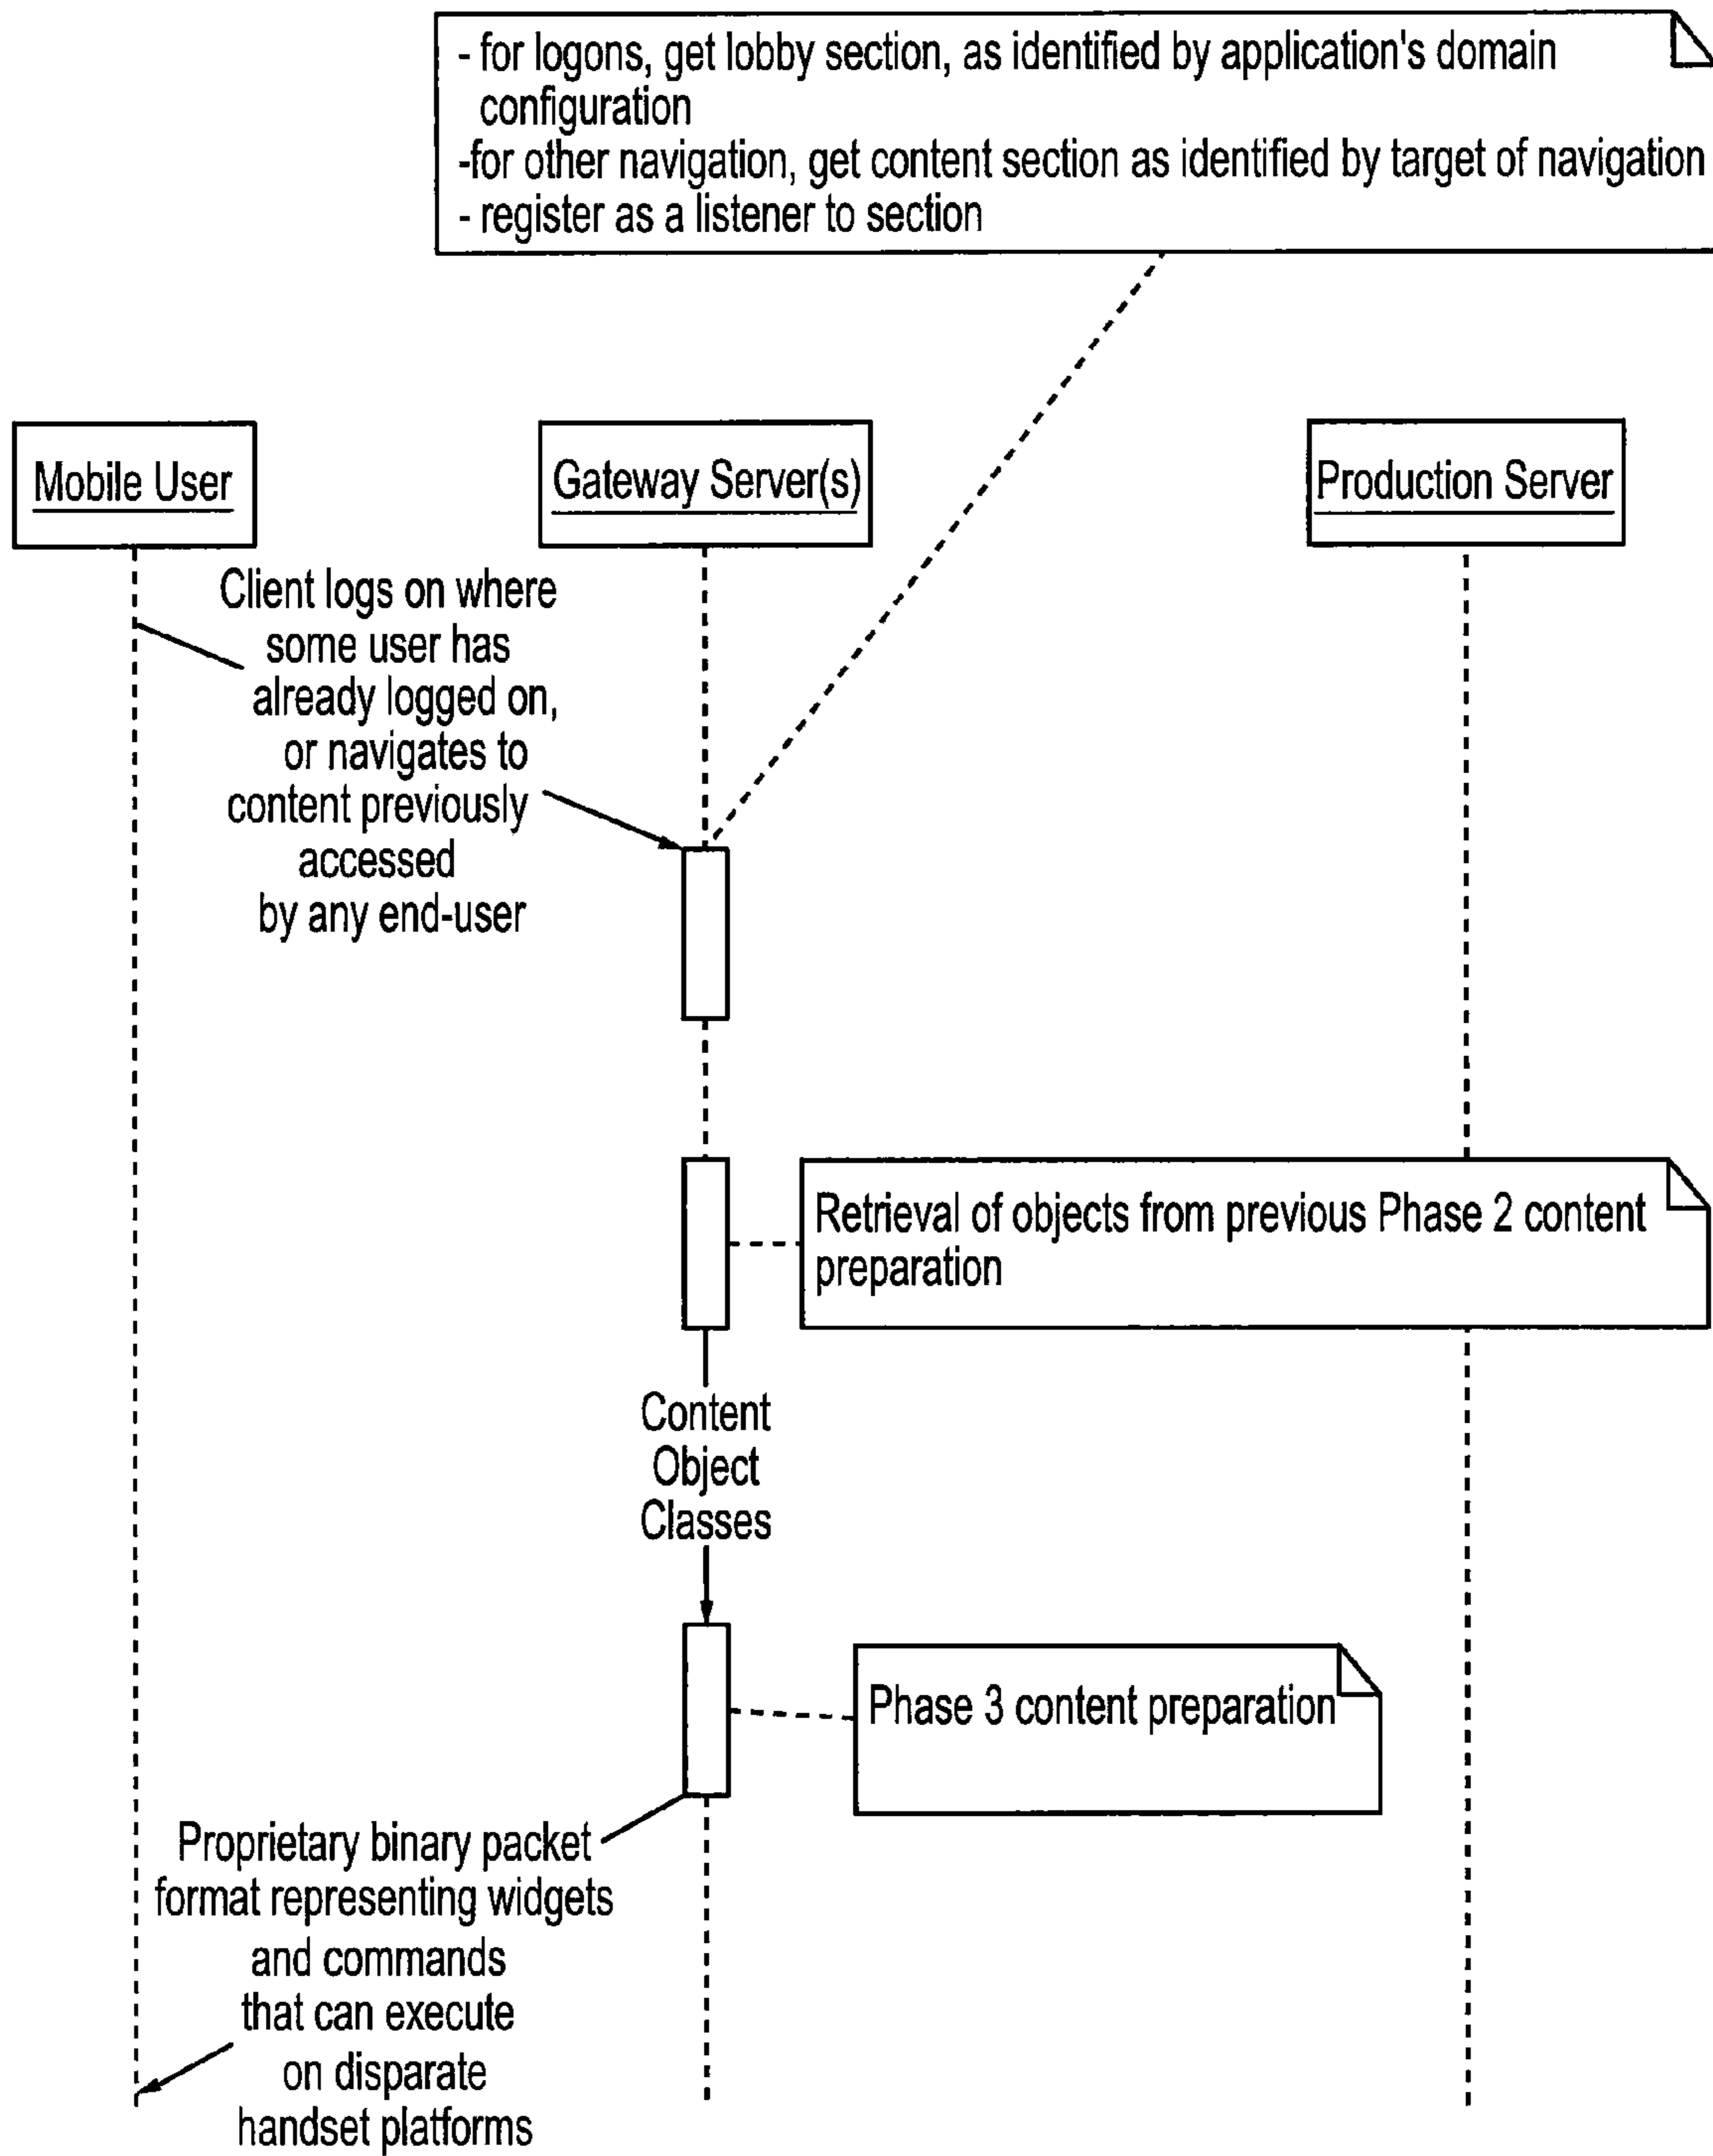 - for logons, get lobby section, as identified by application's domain
configuration
-for other navigation, get content section as identified by target of navigation
- register as a listener to section
Mobile User
Gateway Server(s)
Production Server
Client logs on where
some user has
already logged on,
or navigates to
content previously
accessed
by any end-user
Retrieval of objects from previous Phase 2 content
preparation
Content
Object
Classes
Phase 3 content preparation
Proprietary binary packet
format representing widgets
and commands
that can execute
on disparate
handset platforms